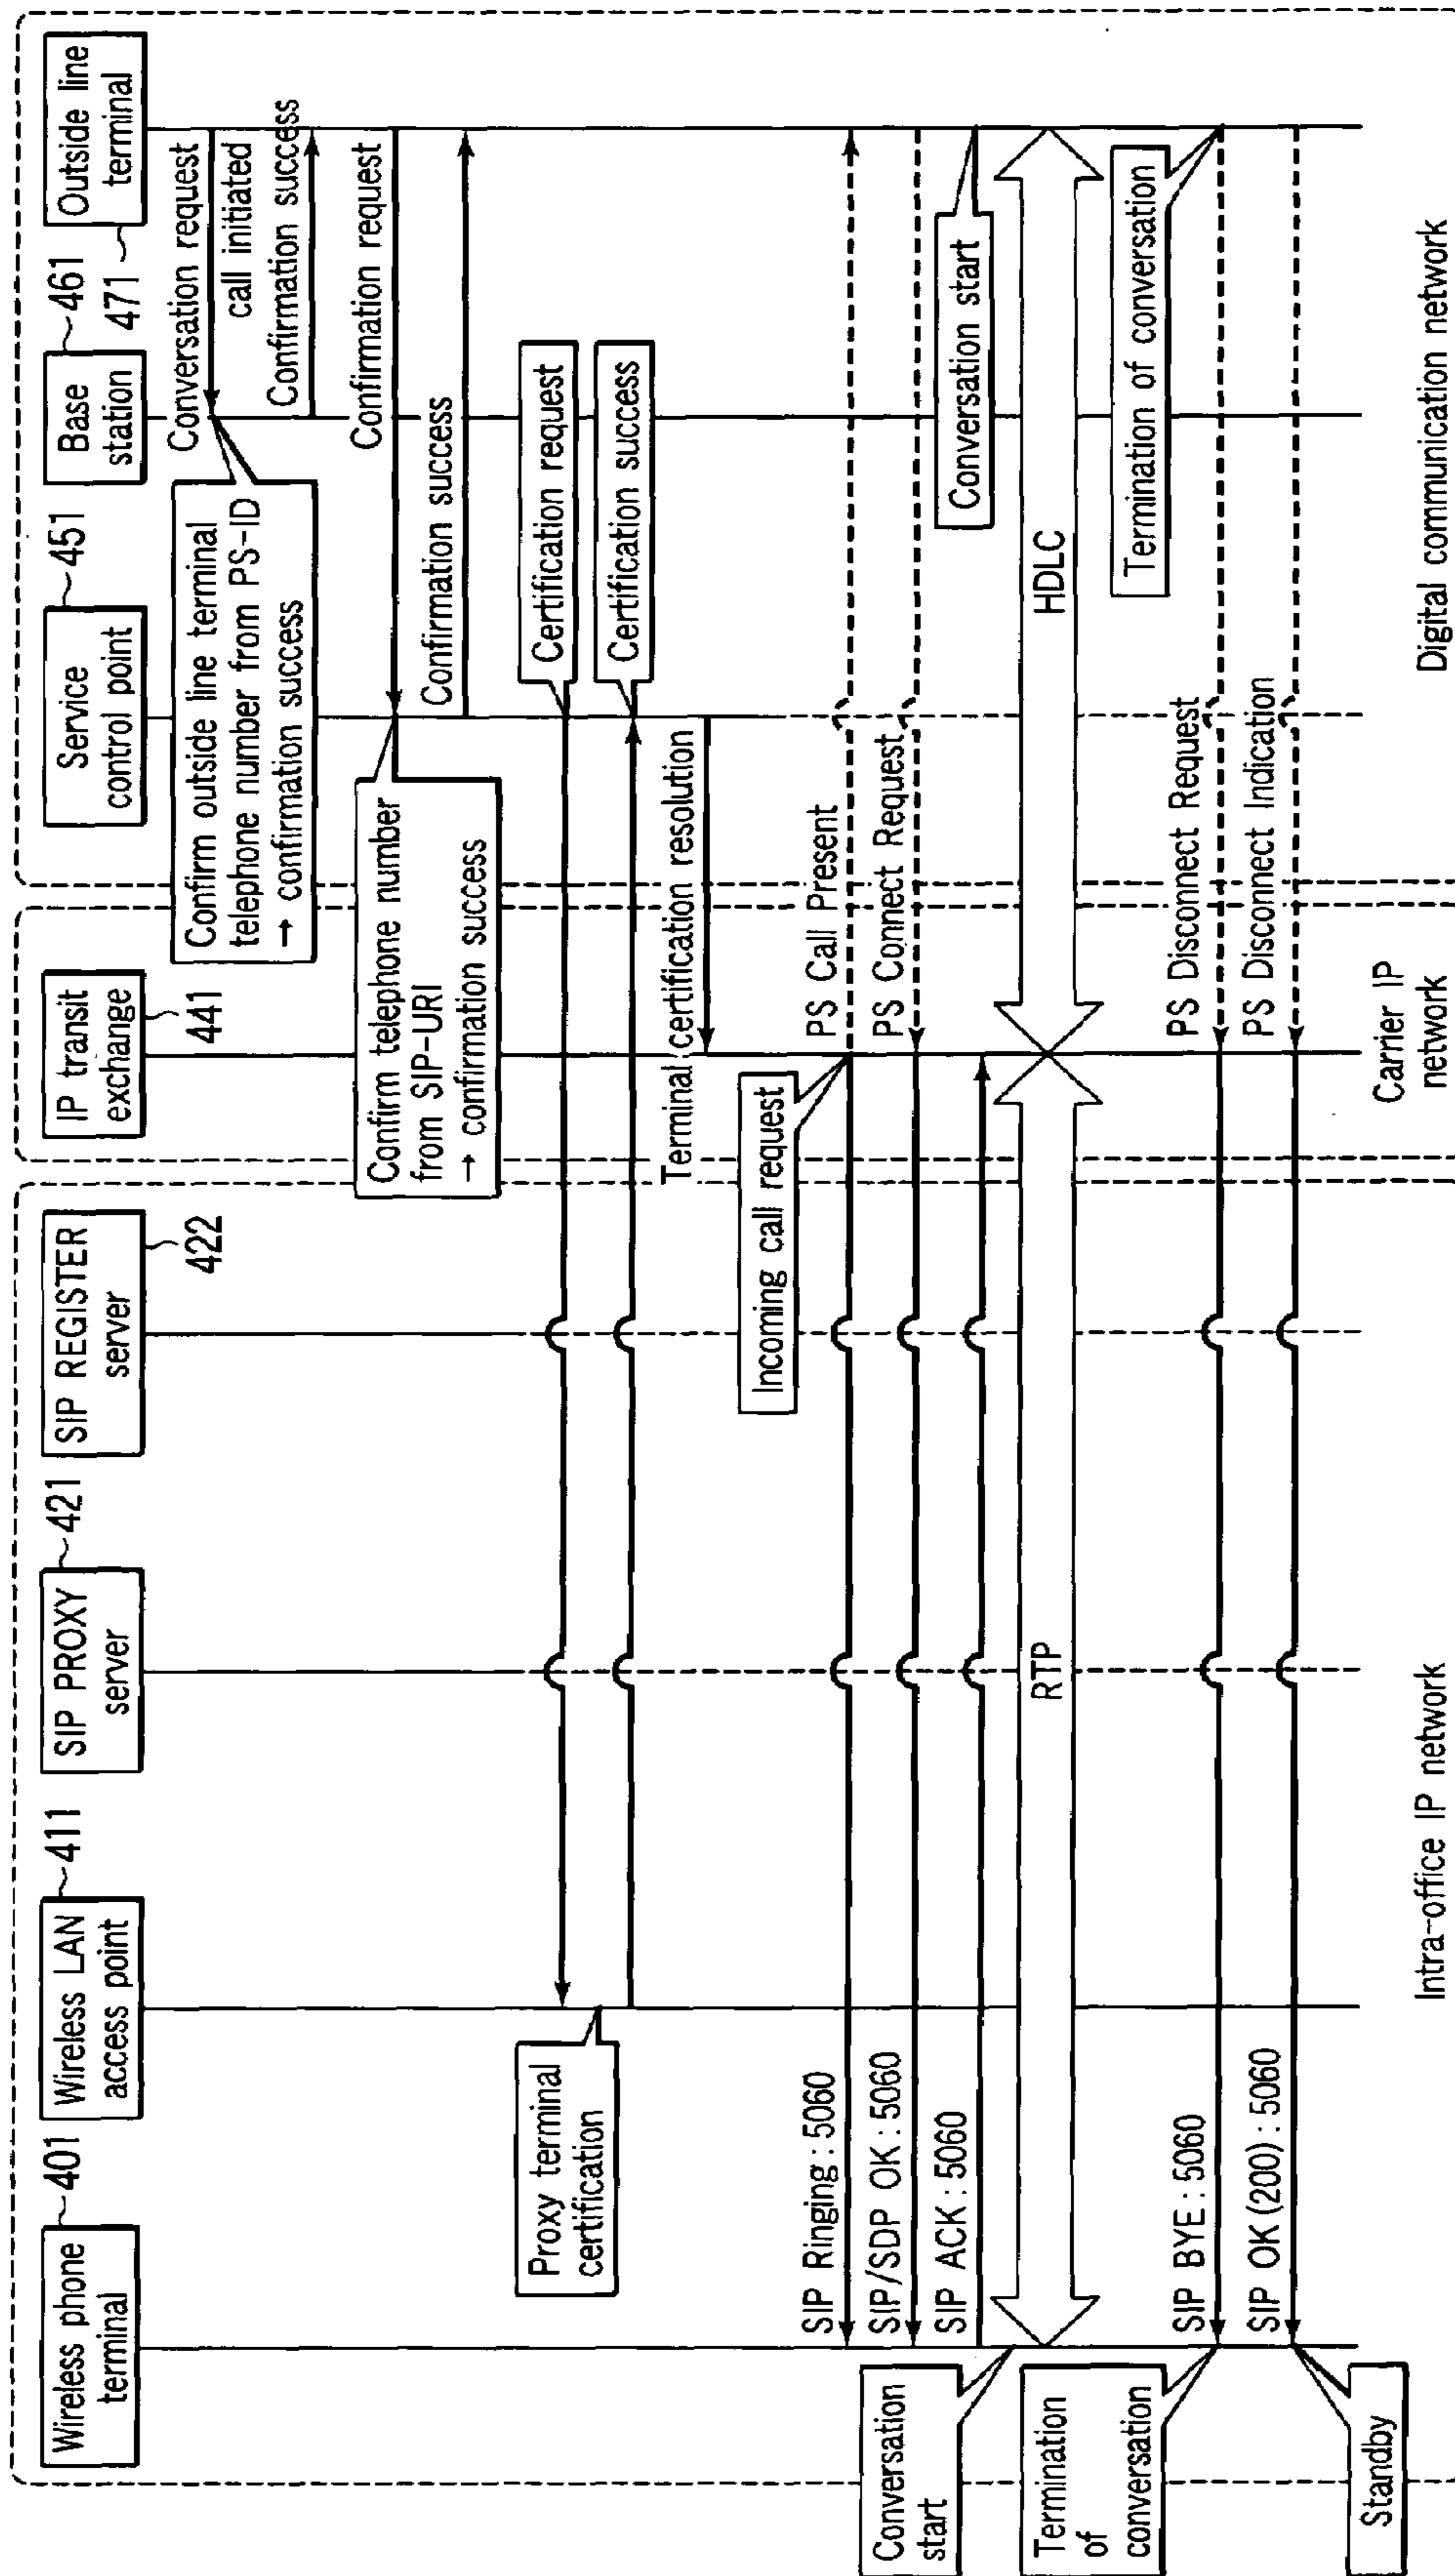 Wireless phone
terminal
401
Wireless LAN
access point
411
SIP PROXY
server
421
SIP REGISTER
server
422
IP transit
exchange
441
Service
control point
451
Base
station
461
Outside line
terminal
471
Conversation request
call initiated
Confirm outside line terminal
telephone number from PS-ID
→ confirmation success
Confirmation success
Confirmation request
Confirm telephone number
from SIP-URI
→ confirmation success
Confirmation success
Certification request
Proxy terminal
certification
Certification success
Terminal certification resolution
Incoming call request
SIP Ringing : 5060
PS Call Present
SIP/SDP OK : 5060
PS Connect Request
SIP ACK : 5060
Conversation start
Conversation
start
RTP
HDLC
Termination
of
conversation
Termination of conversation
SIP BYE : 5060
PS Disconnect Request
SIP OK (200) : 5060
PS Disconnect Indication
Standby
Intra-office IP network
Carrier IP
network
Digital communication network